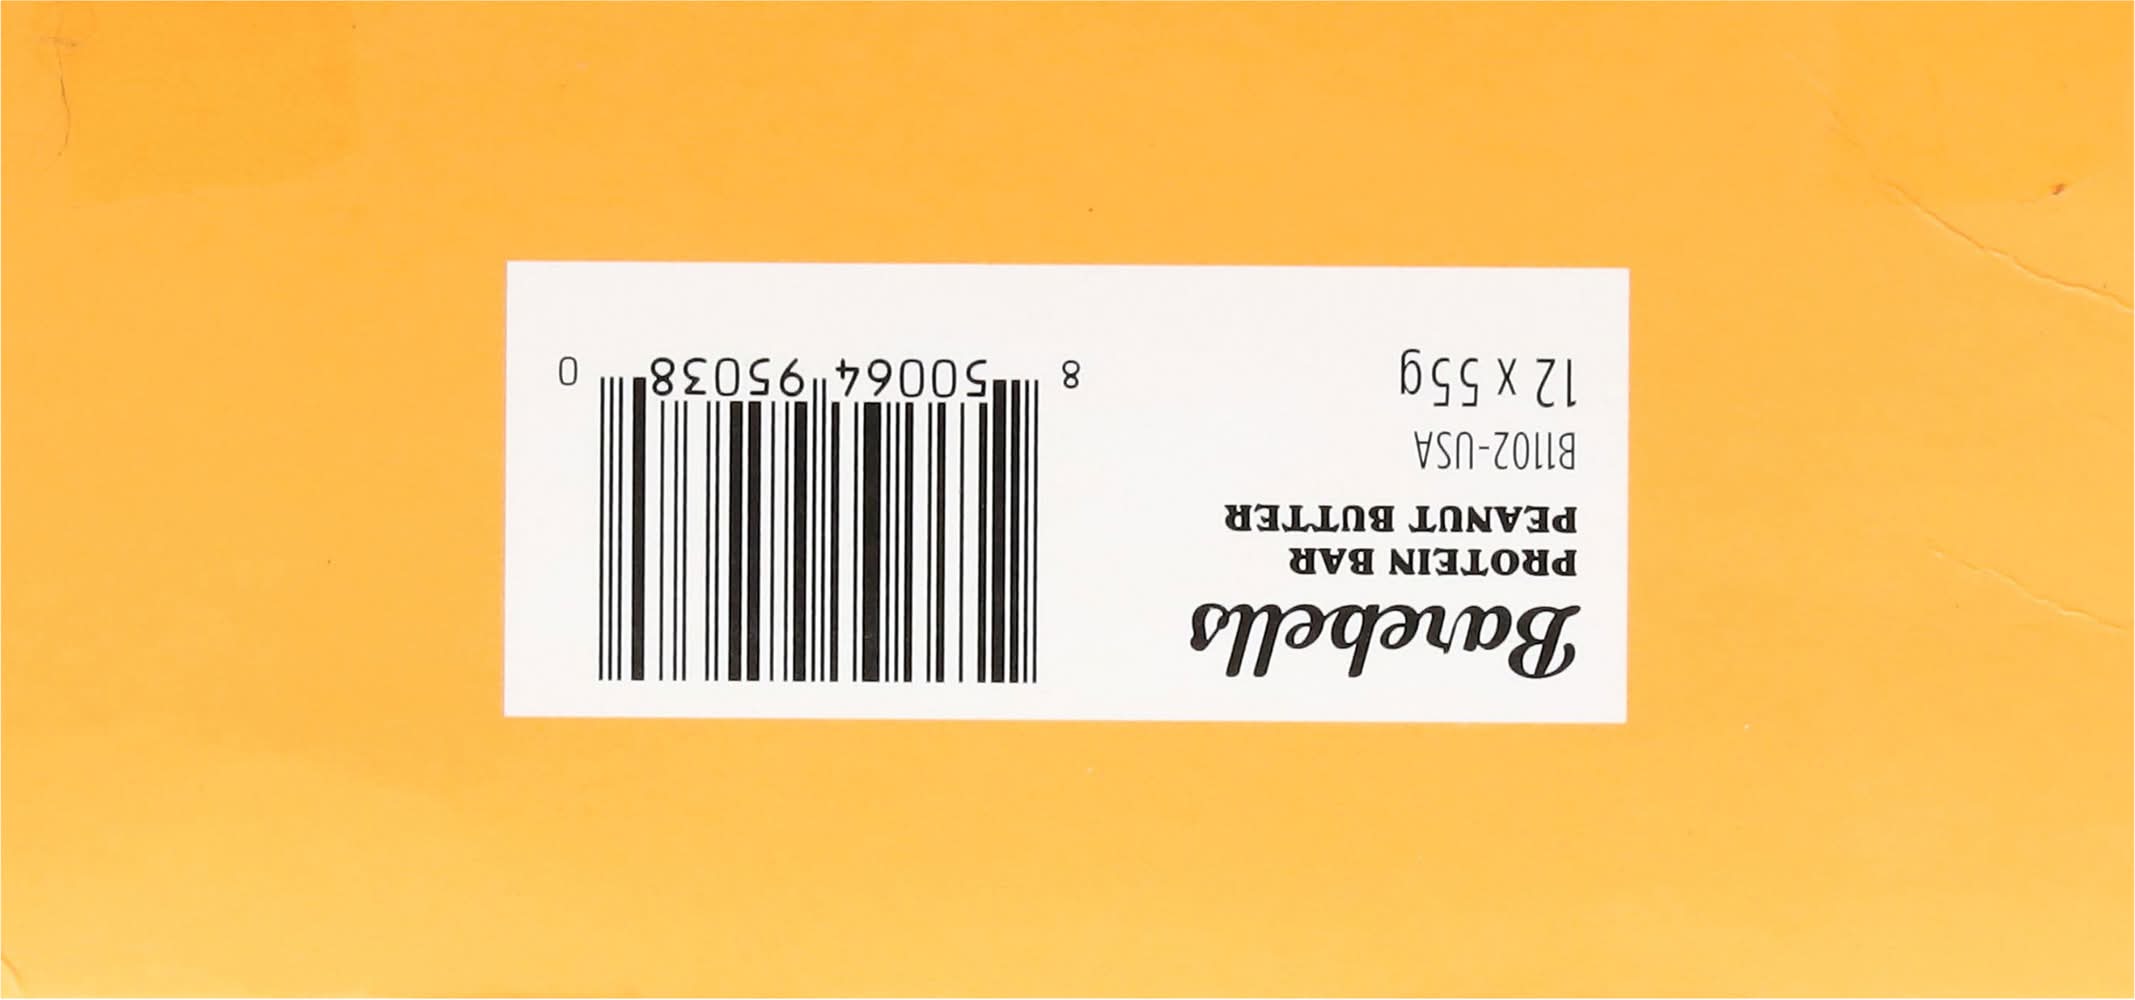 Barebells
PROTEIN BAR
PEANUT BUTTER
B1102-USA
12 x 55g
8 50064 95038 0